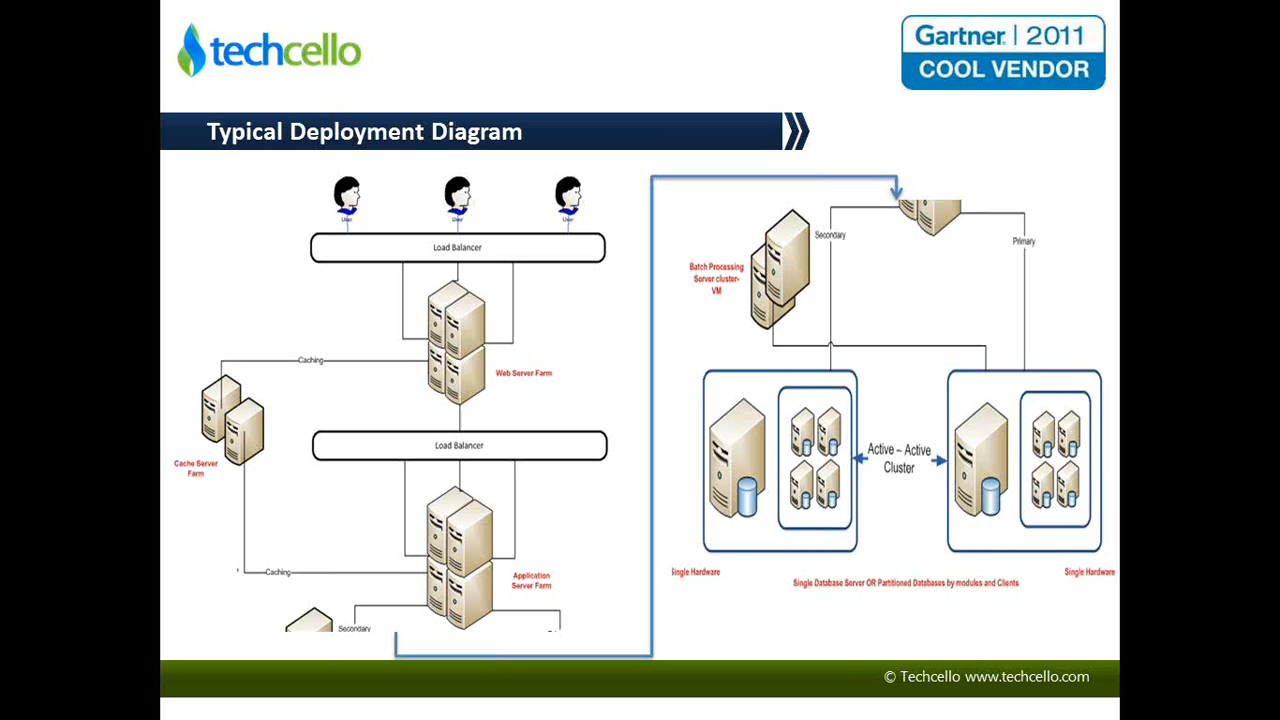 techcello
Gartner | 2011
COOL VENDOR
Typical Deployment Diagram
User
User
User
Load Balancer
Caching
Web Server Farm
Cache Server
Farm
Load Balancer
Caching
Application
Server Farm
Secondary
Secondary
Primary
Batch Processing
Server cluster-
VM
Active – Active
Cluster
Single Hardware
Single Hardware
Single Database Server OR Partitioned Databases by modules and Clients
© Techcello www.techcello.com